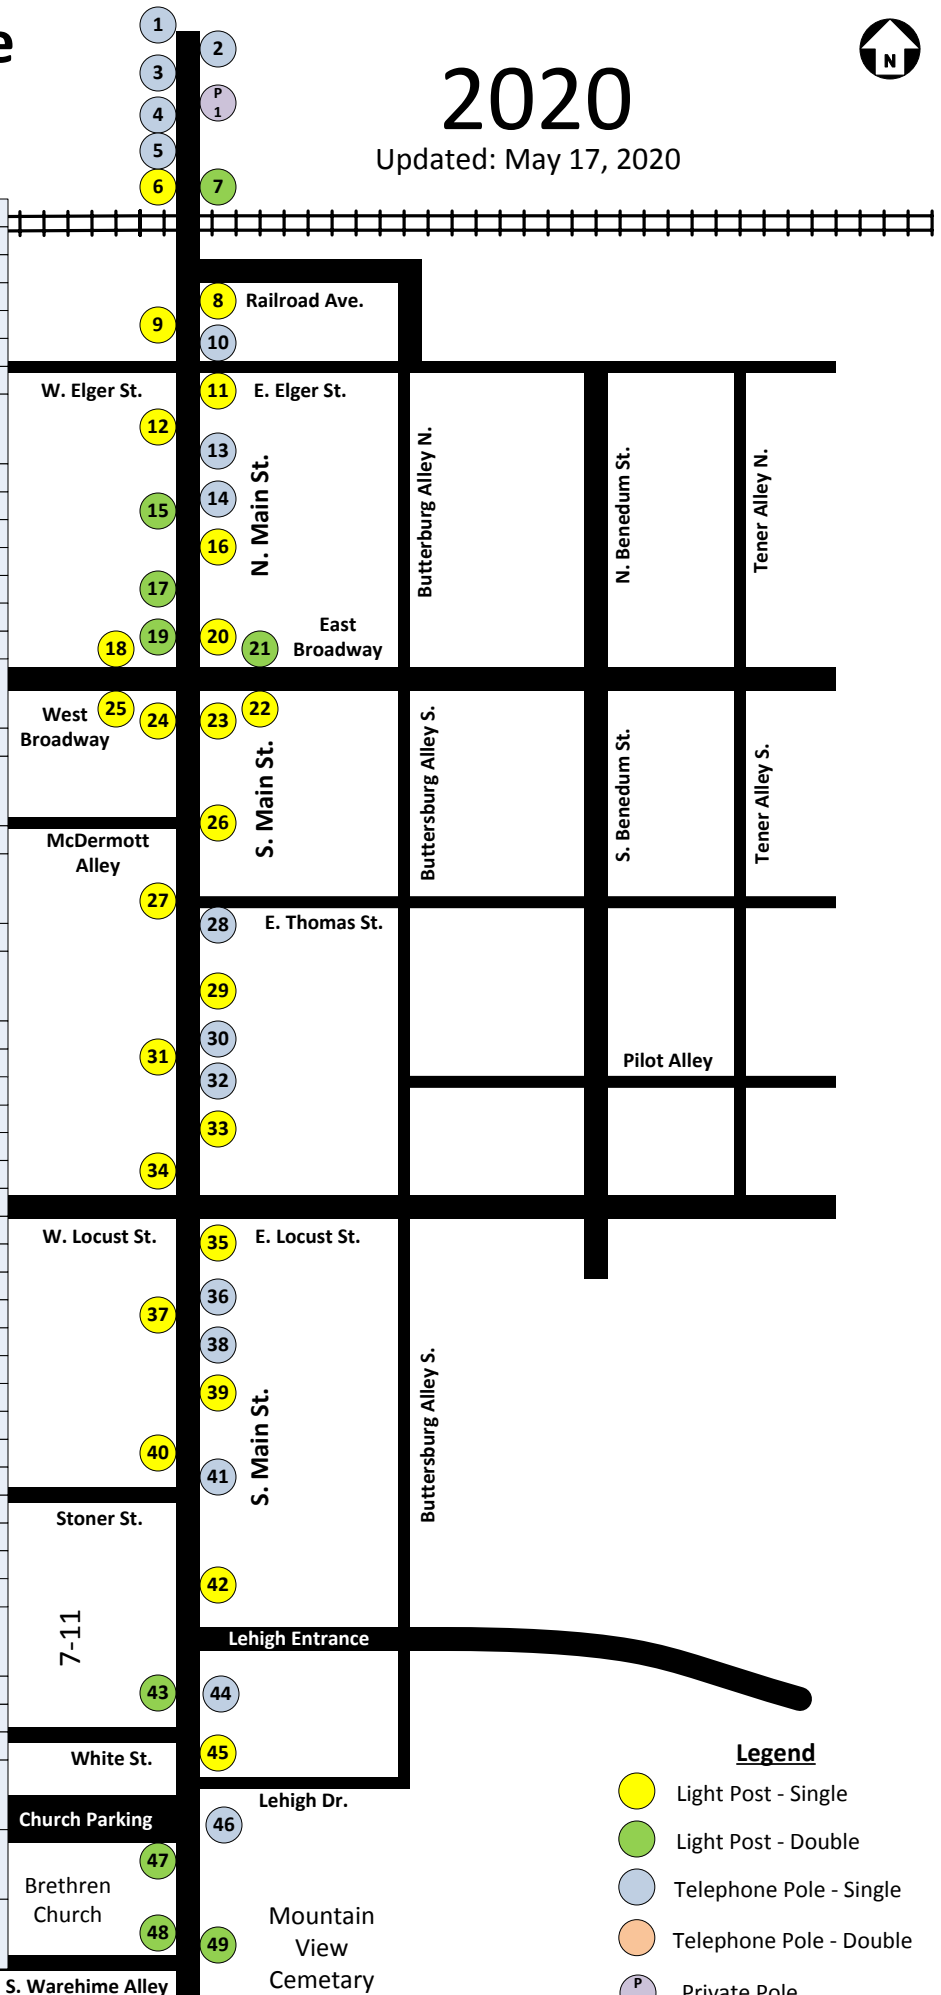 e
1
2
N
3
P
1
2020
4
Updated: May 17, 2020
5
6
7
8
Railroad Ave.
9
10
W. Elger St.
11
E. Elger St.
12
13
14
15
16
N. Main St.
Butterburg Alley N.
N. Benedum St.
Tener Alley N.
17
18
19
20
21
East
Broadway
West
Broadway
25
24
23
22
S. Main St.
Buttersburg Alley S.
S. Benedum St.
Tener Alley S.
26
McDermott
Alley
27
28
E. Thomas St.
29
30
31
32
Pilot Alley
33
34
W. Locust St.
35
E. Locust St.
36
37
38
39
S. Main St.
Buttersburg Alley S.
40
41
Stoner St.
42
7-11
Lehigh Entrance
43
44
White St.
45
Lehigh Dr.
Church Parking
46
47
Brethren
Church
48
49
Mountain
View
Cemetary
S. Warehime Alley
Legend
Light Post - Single
Light Post - Double
Telephone Pole - Single
Telephone Pole - Double
P
Private Pole